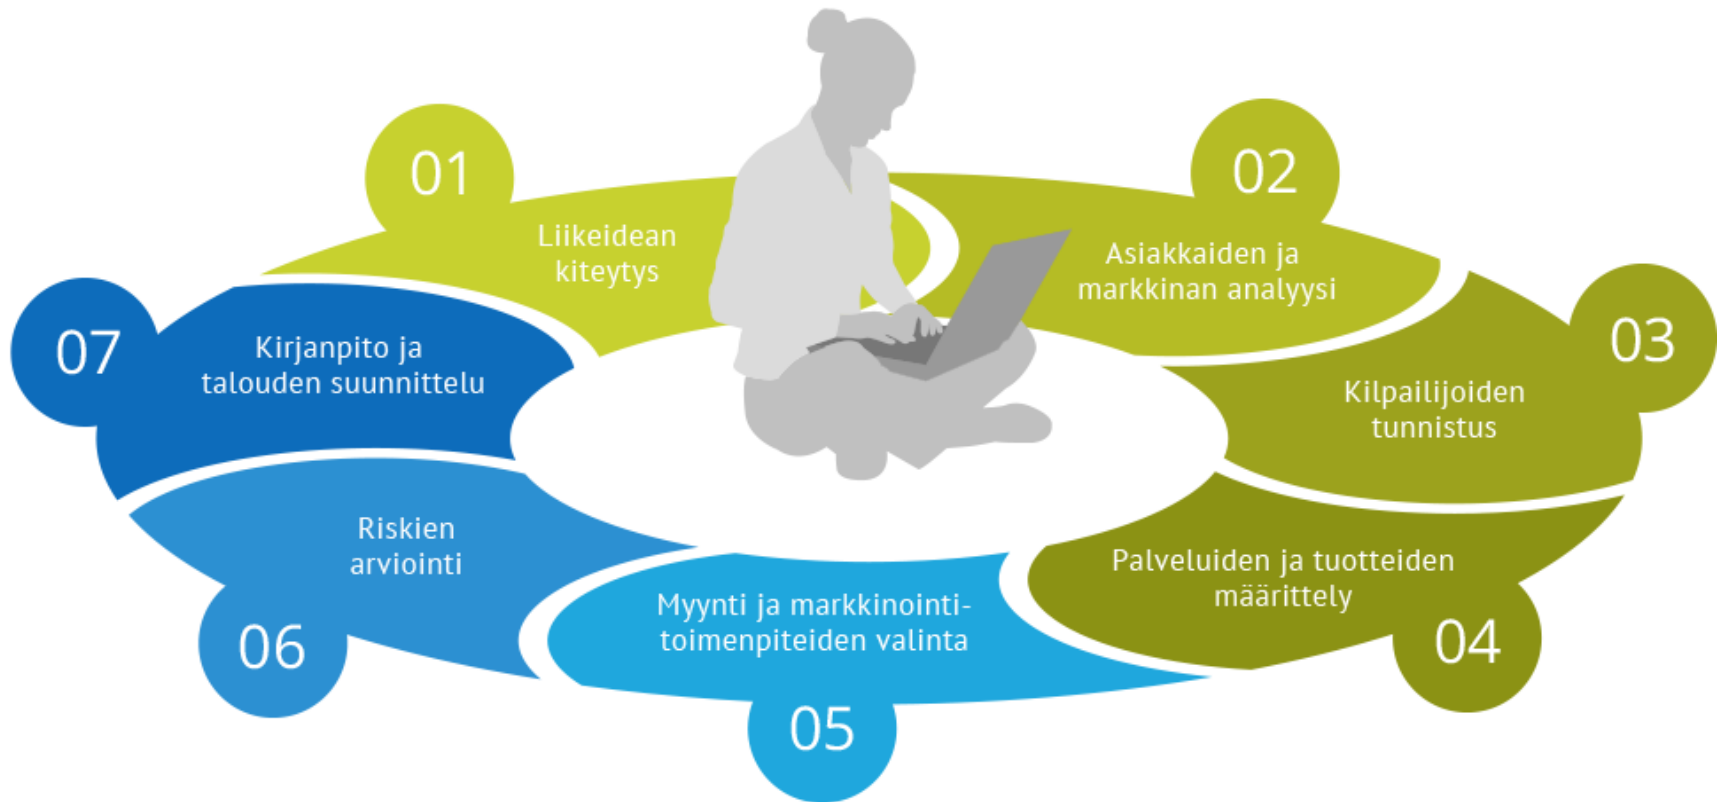 01
Liikeidean
kiteytys
02
Asiakkaiden ja
markkinan analyysi
03
Kilpailijoiden
tunnistus
04
Palveluiden ja tuotteiden
määrittely
05
Myynti ja markkinointi-
toimenpiteiden valinta
06
Riskien
arviointi
07
Kirjanpito ja
talouden suunnittelu